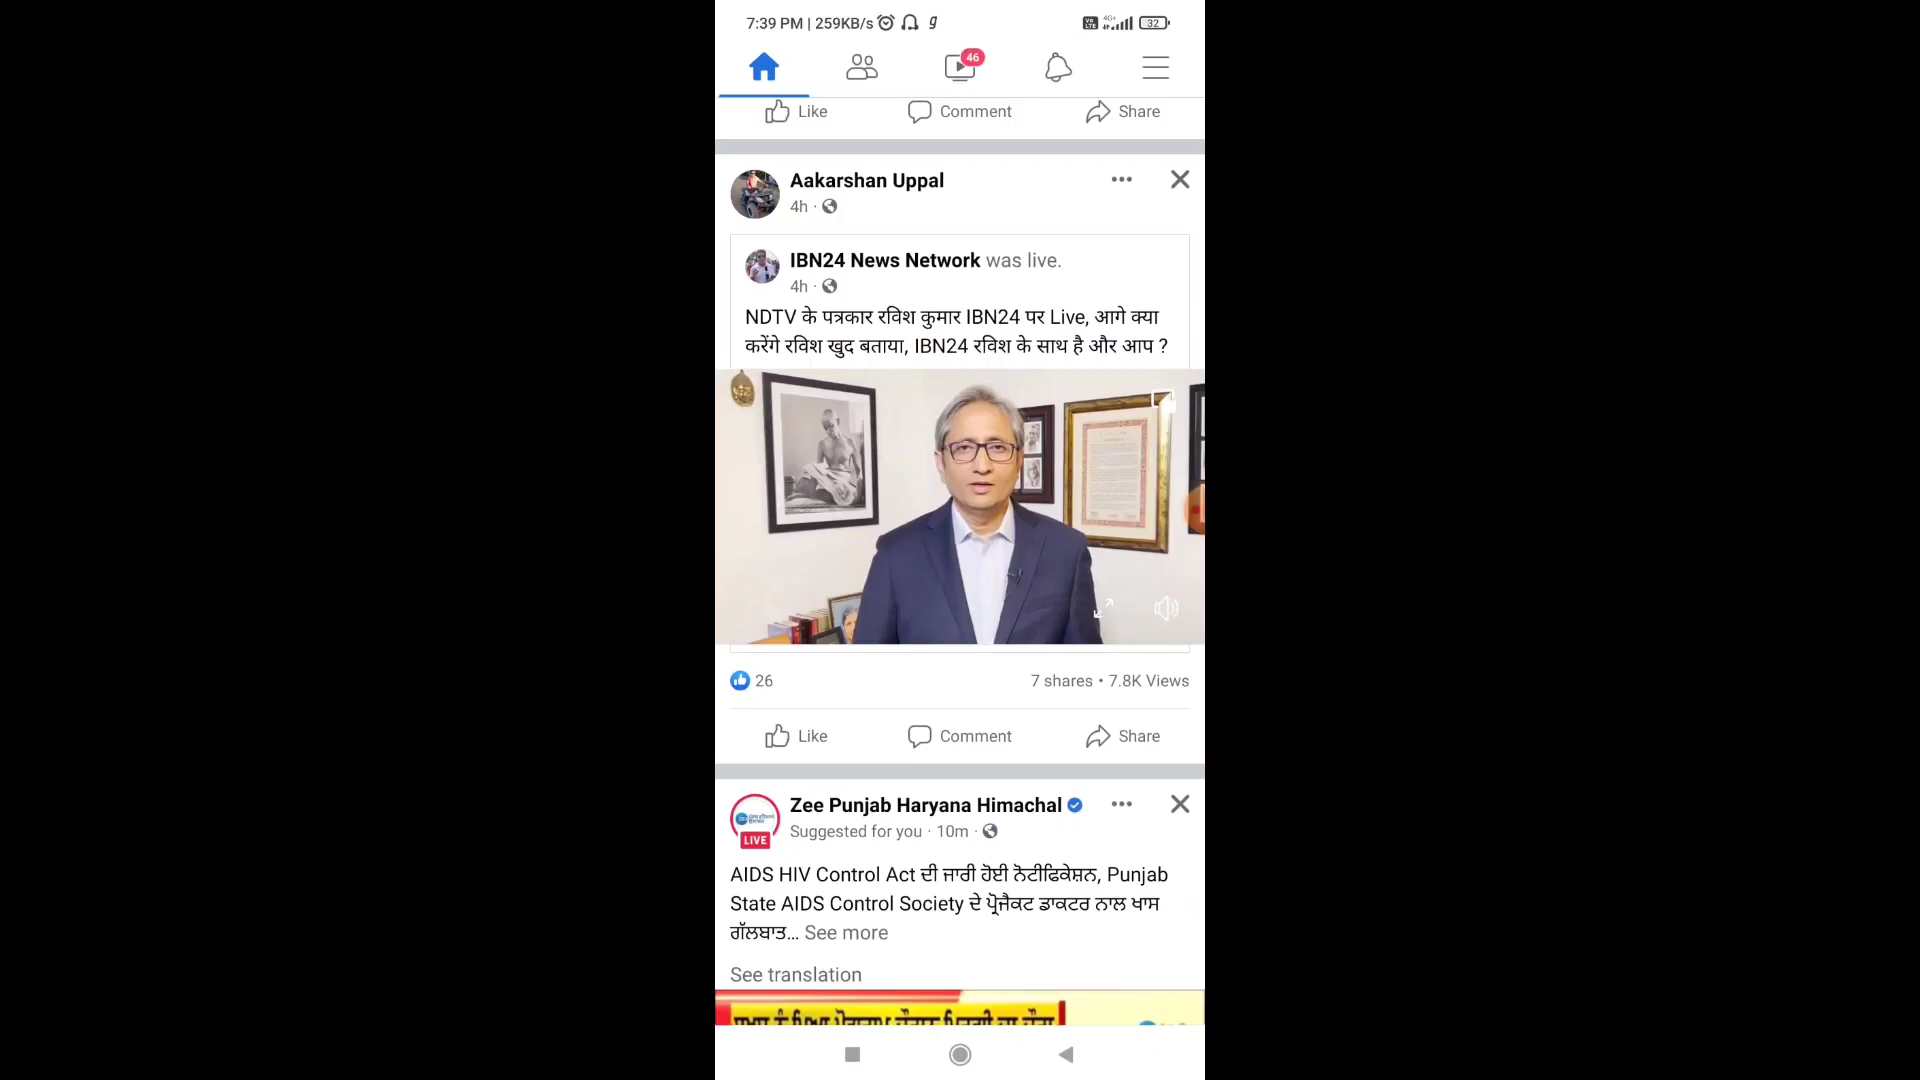 7:39 PM | 259KB/s
VoLTE 4G+ 32
46
Like Comment Share
Aakarshan Uppal
4h ·
IBN24 News Network was live.
4h ·
NDTV के पत्रकार रविश कुमार IBN24 पर Live, आगे क्या
करेंगे रविश खुद बताया, IBN24 रविश के साथ है और आप ?
26 7 shares • 7.8K Views
Like Comment Share
Zee Punjab Haryana Himachal
LIVE
Suggested for you · 10m ·
AIDS HIV Control Act ਦੀ ਜਾਰੀ ਹੋਈ ਨੋਟੀਫਿਕੇਸ਼ਨ, Punjab
State AIDS Control Society ਦੇ ਪ੍ਰੋਜੈਕਟ ਡਾਕਟਰ ਨਾਲ ਖਾਸ
ਗੱਲਬਾਤ... See more
See translation